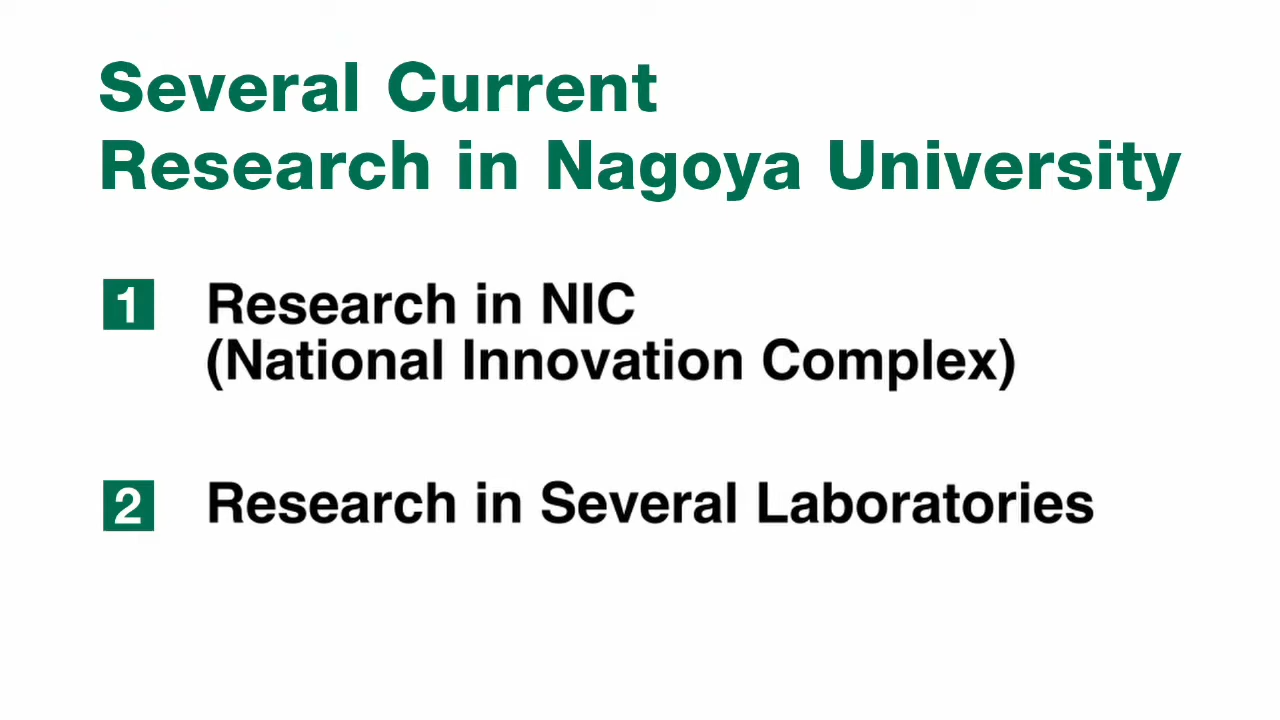 Several Current
Research in Nagoya University
1 Research in NIC
(National Innovation Complex)
2 Research in Several Laboratories